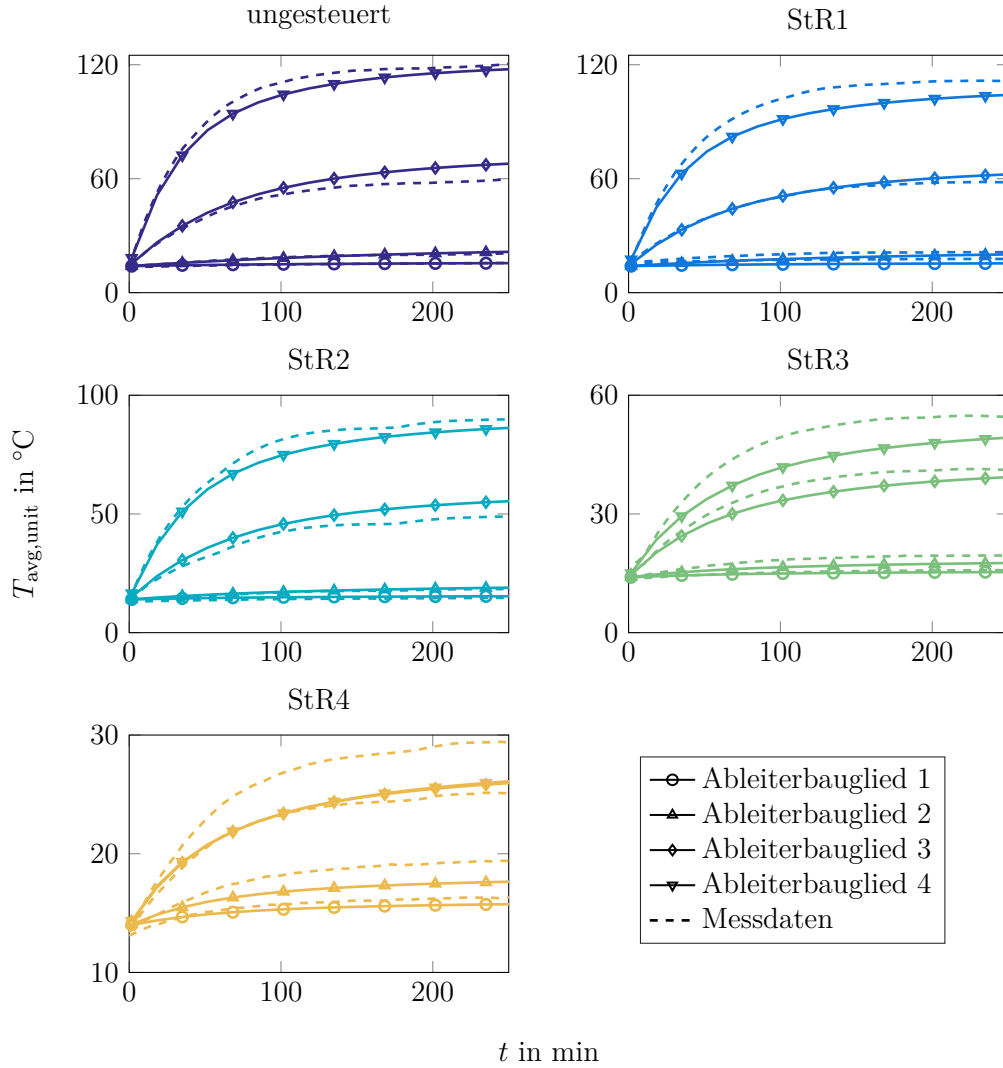 ungesteuert
StR1
120
60
0
0
100
200
120
60
0
0
100
200
StR2
StR3
T_avg,unit in °C
100
50
0
0
100
200
60
30
0
0
100
200
StR4
30
20
10
0
100
200
Ableiterbauglied 1
Ableiterbauglied 2
Ableiterbauglied 3
Ableiterbauglied 4
Messdaten
t in min